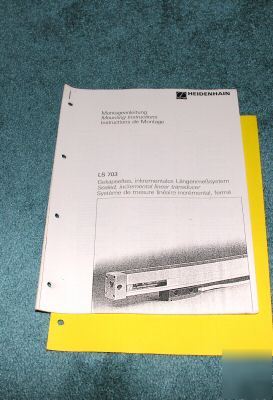 HEIDENHAIN
Montageanleitung
Mounting Instructions
Instructions de Montage
LS 703
Gekapseltes, inkrementales Längenmeßsystem
Sealed, incremental linear transducer
Système de mesure linéaire incrémental, fermé